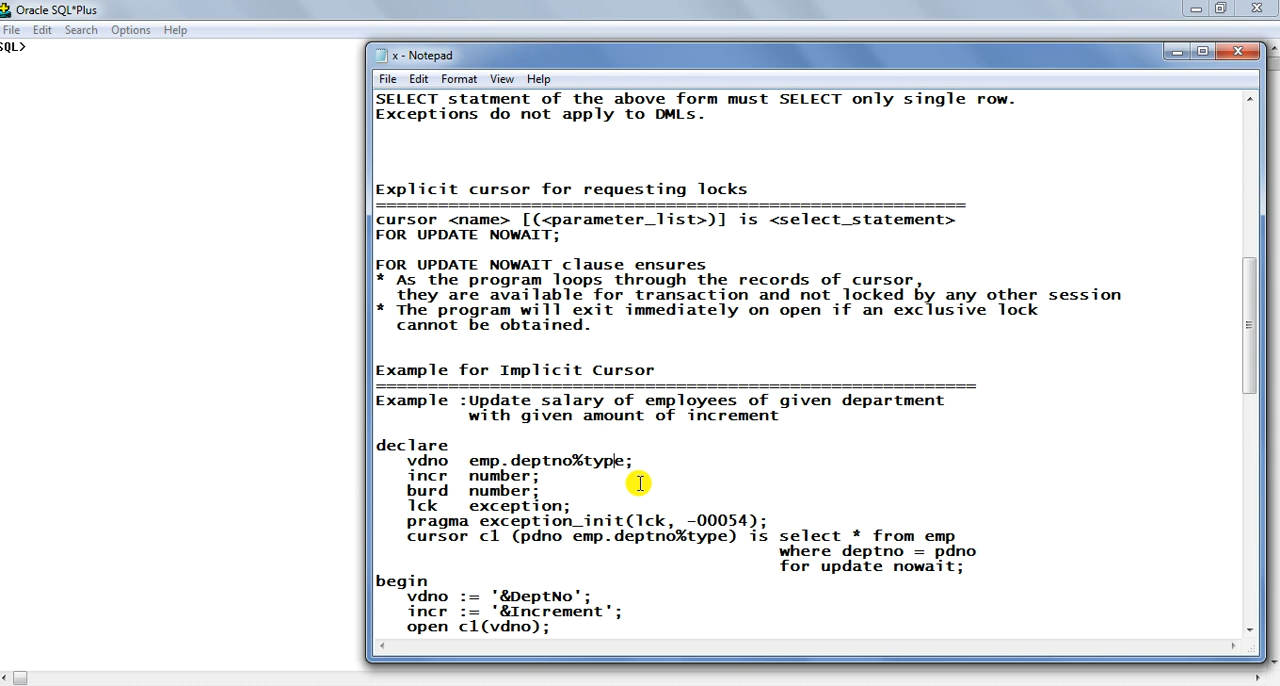 Oracle SQL*Plus
File Edit Search Options Help
SQL>
x - Notepad
File Edit Format View Help
SELECT statment of the above form must SELECT only single row.
Exceptions do not apply to DMLs.
Explicit cursor for requesting locks
=========================================================
cursor <name> [(<parameter_list>)] is <select_statement>
FOR UPDATE NOWAIT;
FOR UPDATE NOWAIT clause ensures
* As the program loops through the records of cursor,
they are available for transaction and not locked by any other session
* The program will exit immediately on open if an exclusive lock
cannot be obtained.
Example for Implicit Cursor
==========================================================
Example :Update salary of employees of given department
with given amount of increment
declare
vdno emp.deptno%type;
incr number;
burd number;
lck exception;
pragma exception_init(lck, -00054);
cursor c1 (pdno emp.deptno%type) is select * from emp
where deptno = pdno
for update nowait;
begin
vdno := '&DeptNo';
incr := '&Increment';
open c1(vdno);